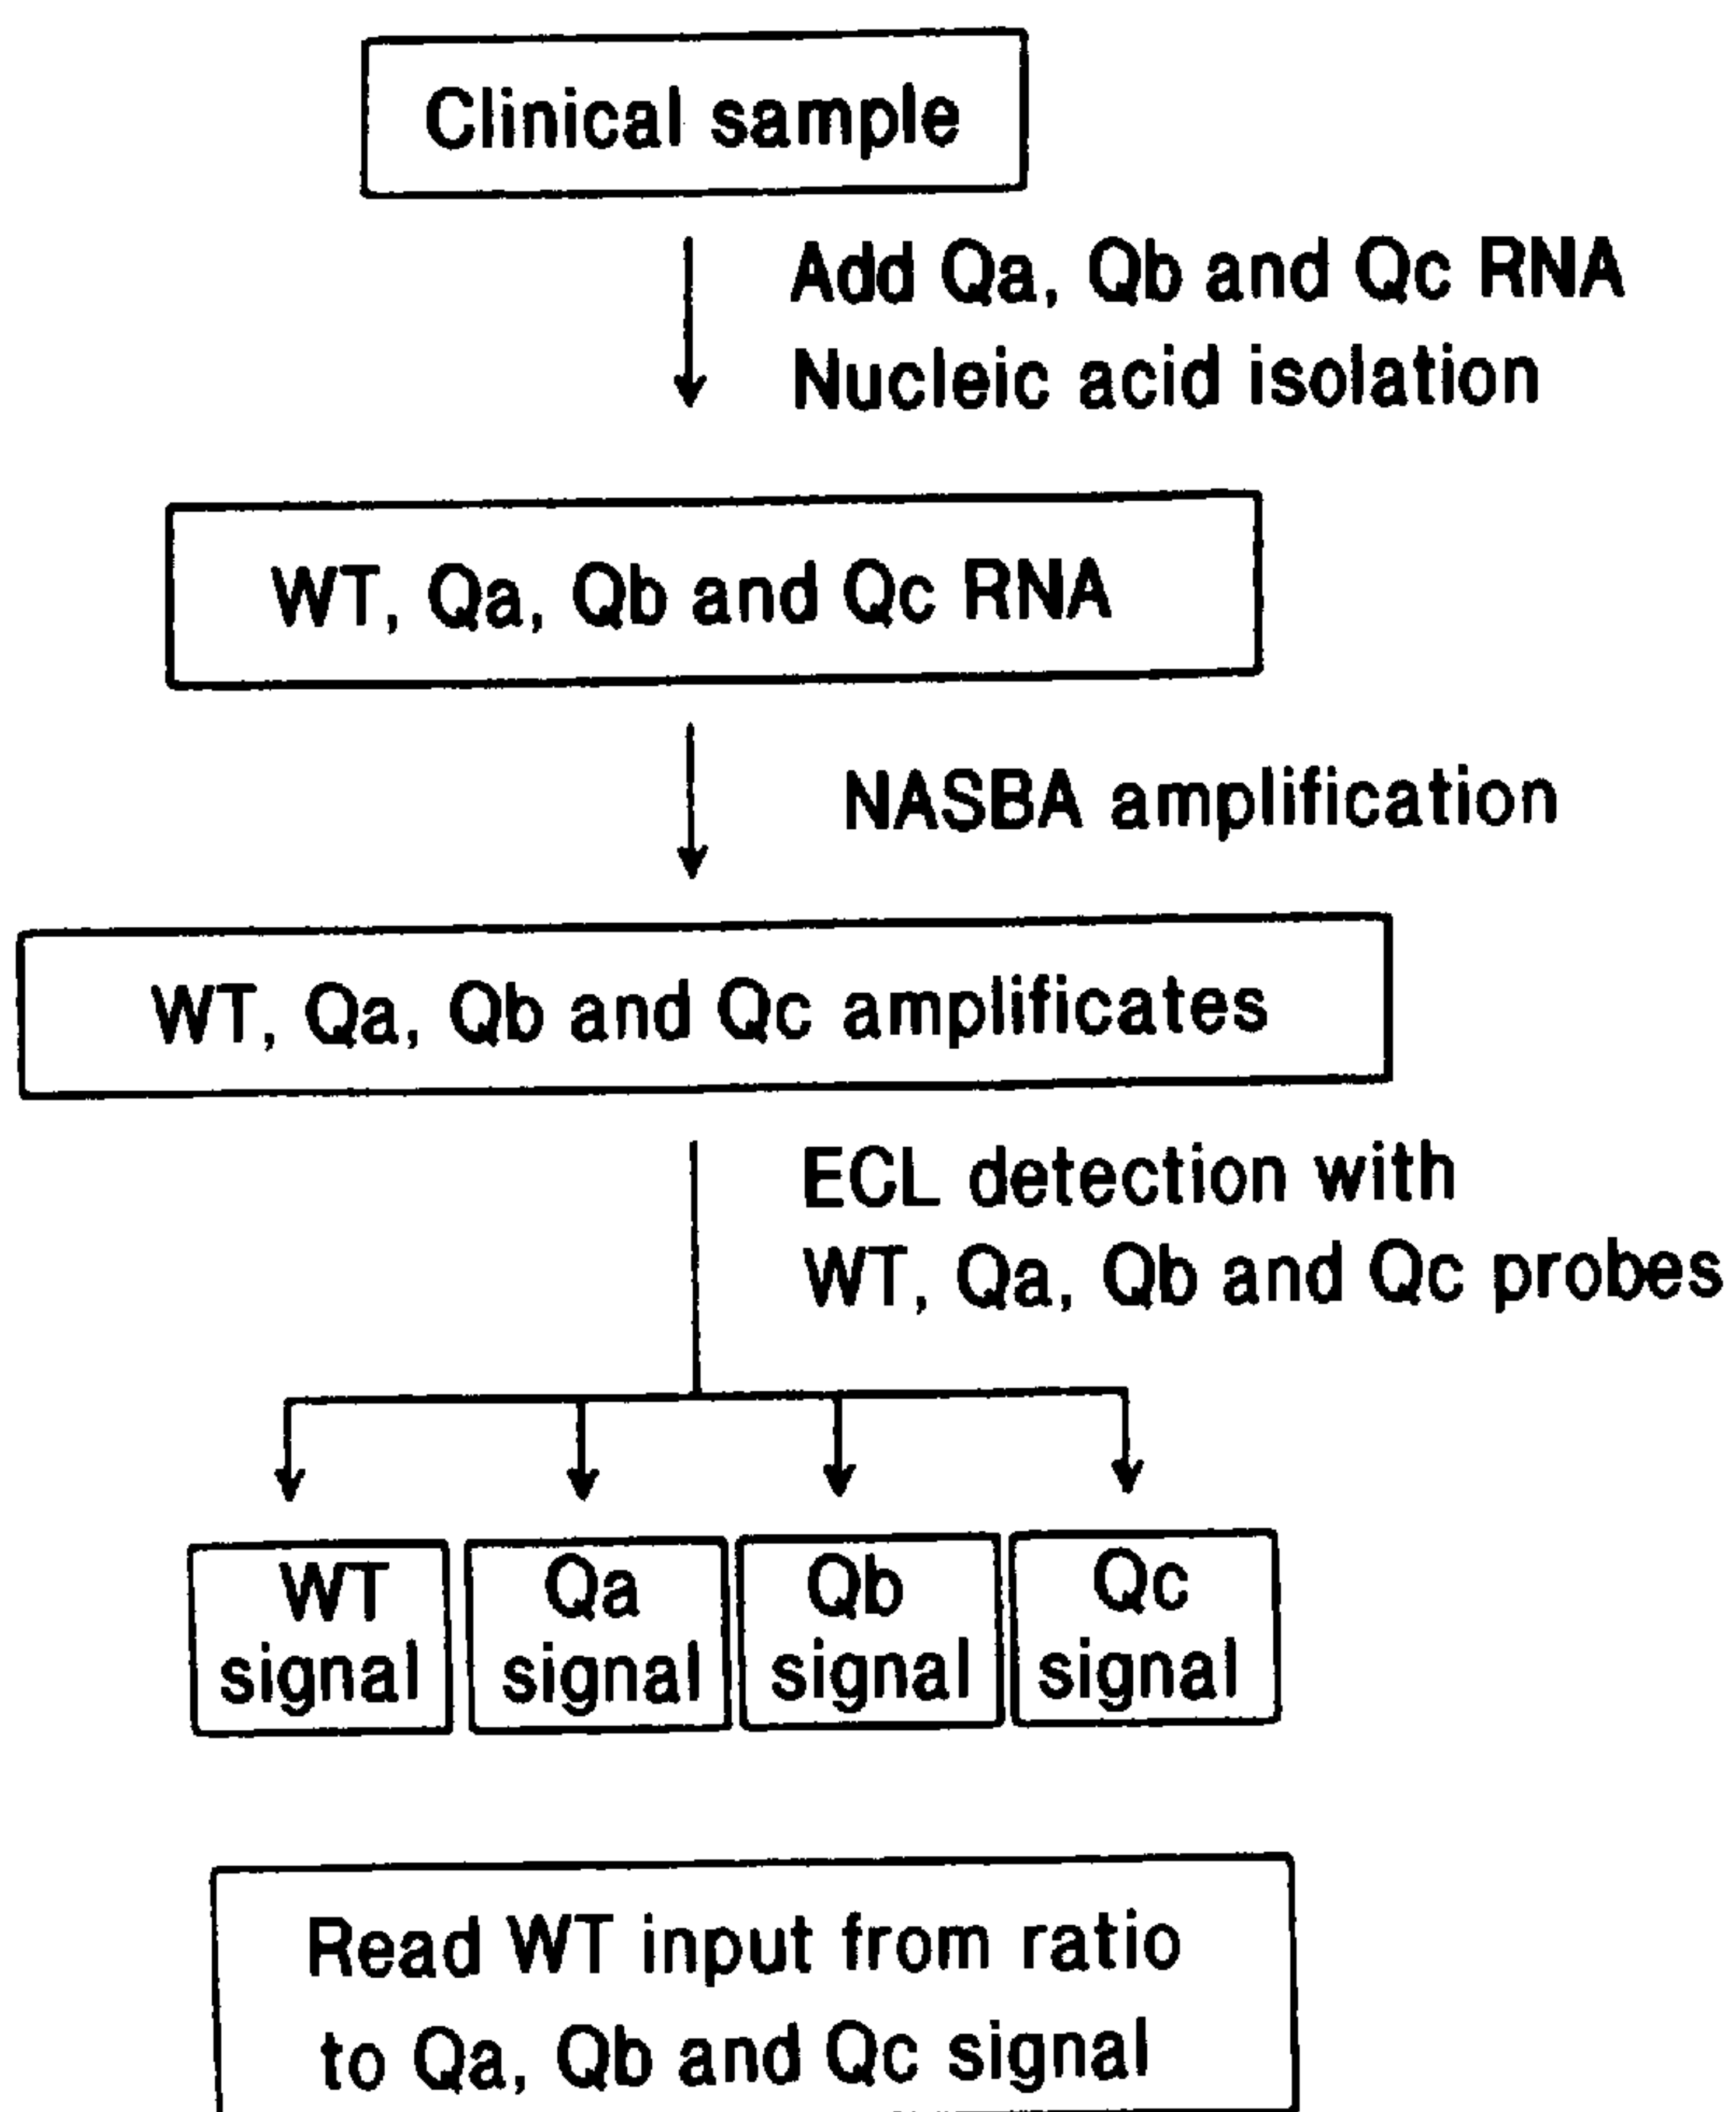 Clinical sample
Add Qa, Qb and Qc RNA
Nucleic acid isolation
WT, Qa, Qb and Qc RNA
NASBA amplification
WT, Qa, Qb and Qc amplificates
ECL detection with
WT, Qa, Qb and Qc probes
WT signal
Qa signal
Qb signal
Qc signal
Read WT input from ratio
to Qa, Qb and Qc signal